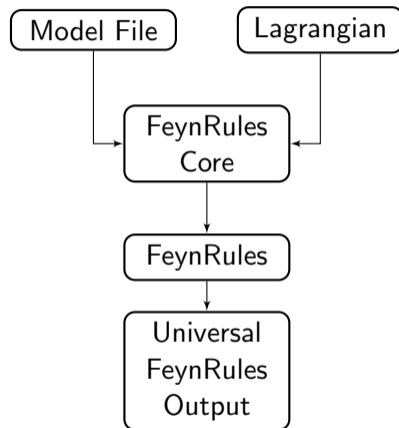 Model File
Lagrangian
FeynRules
Core
FeynRules
Universal
FeynRules
Output